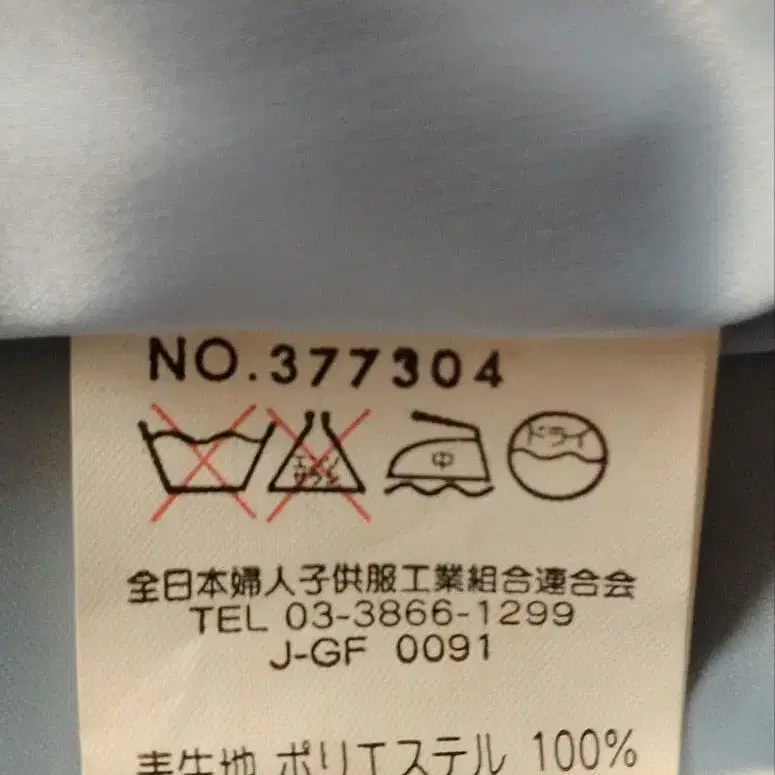 NO.377304
中 ドライ
全日本婦人子供服工業組合連合会
TEL 03-3866-1299
J-GF 0091
表生地 ポリエステル 100%